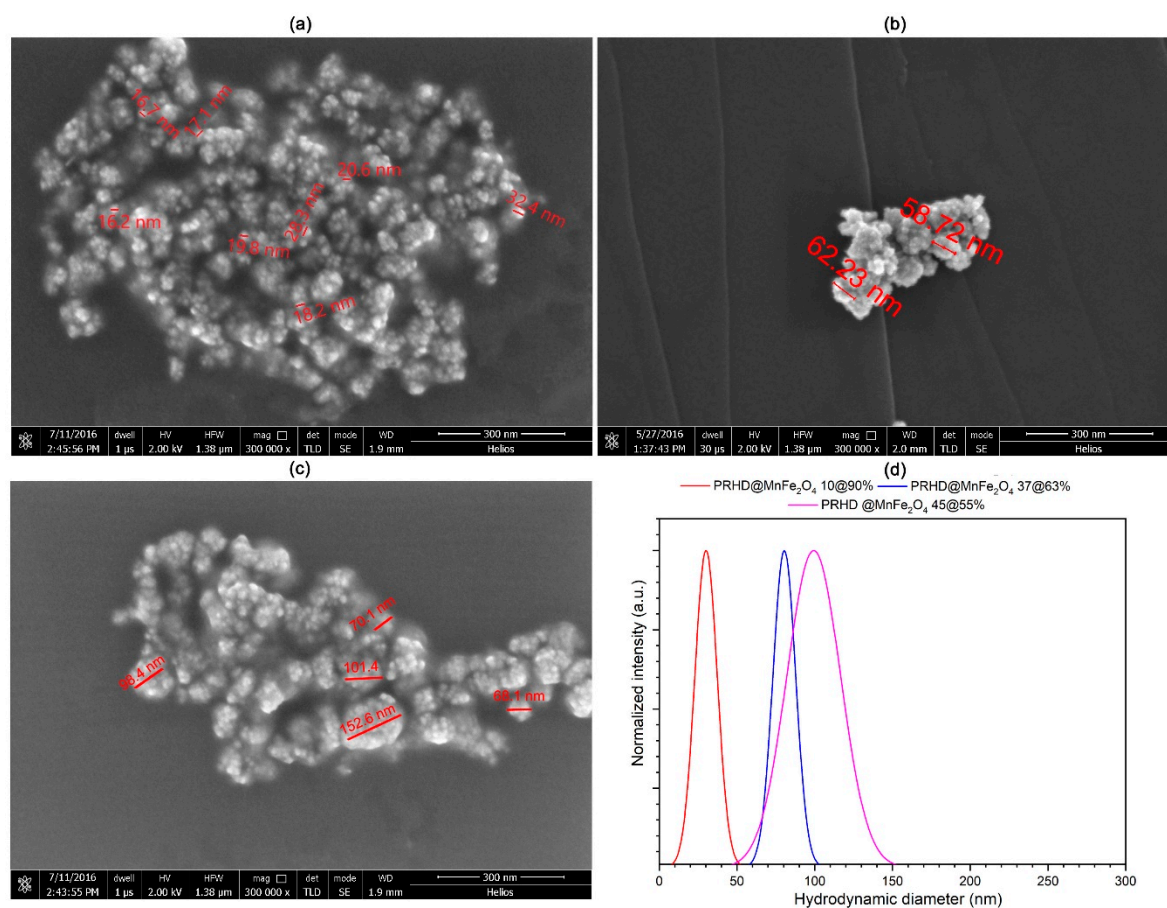 (a)
16.7 nm
17.1 nm
20.6 nm
32.4 nm
16.2 nm
19.8 nm
18.2 nm
7/11/2016 dwell HV HFW mag det mode WD 300 nm
2:45:56 PM 1 µs 2.00 kV 1.38 µm 300 000 x TLD SE 1.9 mm Helios
(b)
58.72 nm
62.23 nm
5/27/2016 dwell HV HFW mag det mode WD 300 nm
1:37:43 PM 30 µs 2.00 kV 1.38 µm 300 000 x TLD SE 2.0 mm Helios
(c)
70.1 nm
101.4
68.1 nm
152.6 nm
7/11/2016 dwell HV HFW mag det mode WD 300 nm
2:43:55 PM 1 µs 2.00 kV 1.38 µm 300 000 x TLD SE 1.9 mm Helios
(d)
PRHD@MnFe₂O₄ 10@90% PRHD@MnFe₂O₄ 37@63%
PRHD @MnFe₂O₄ 45@55%
Normalized intensity (a.u.)
0 50 100 150 200 250 300
Hydrodynamic diameter (nm)